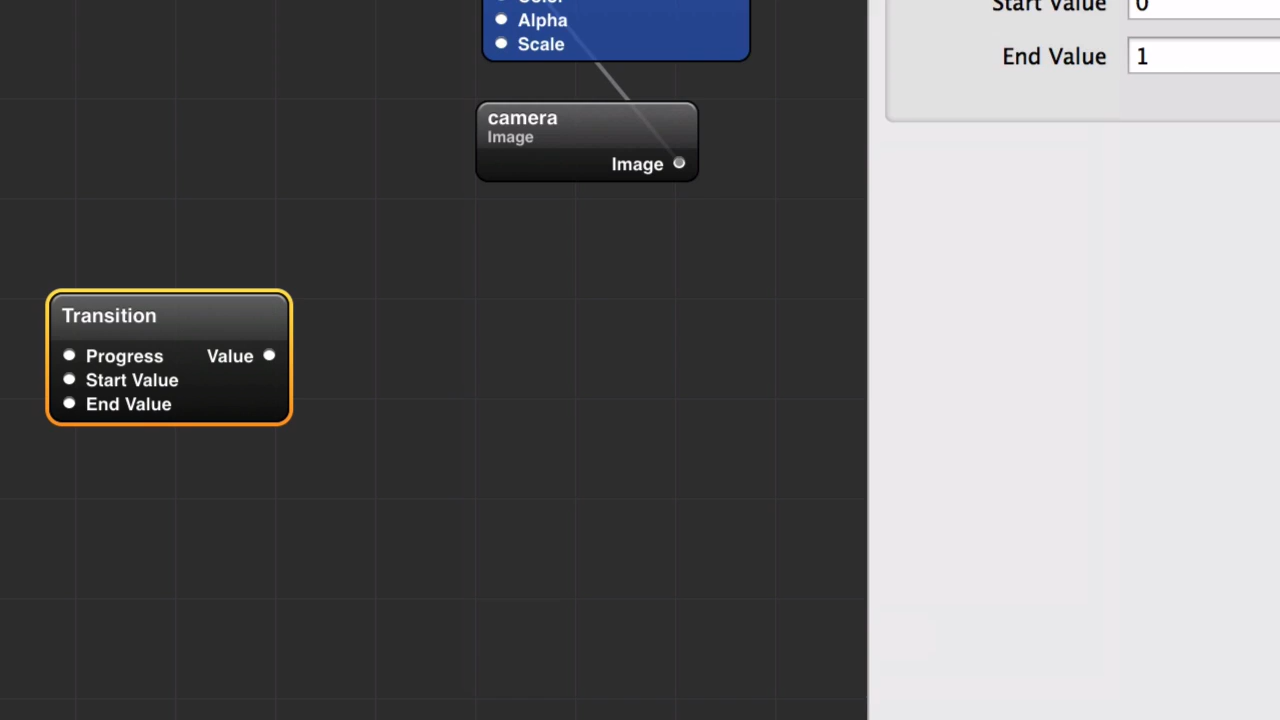 Alpha
Scale
camera
Image
Image
Transition
Progress
Value
Start Value
End Value
Start Value
0
End Value
1